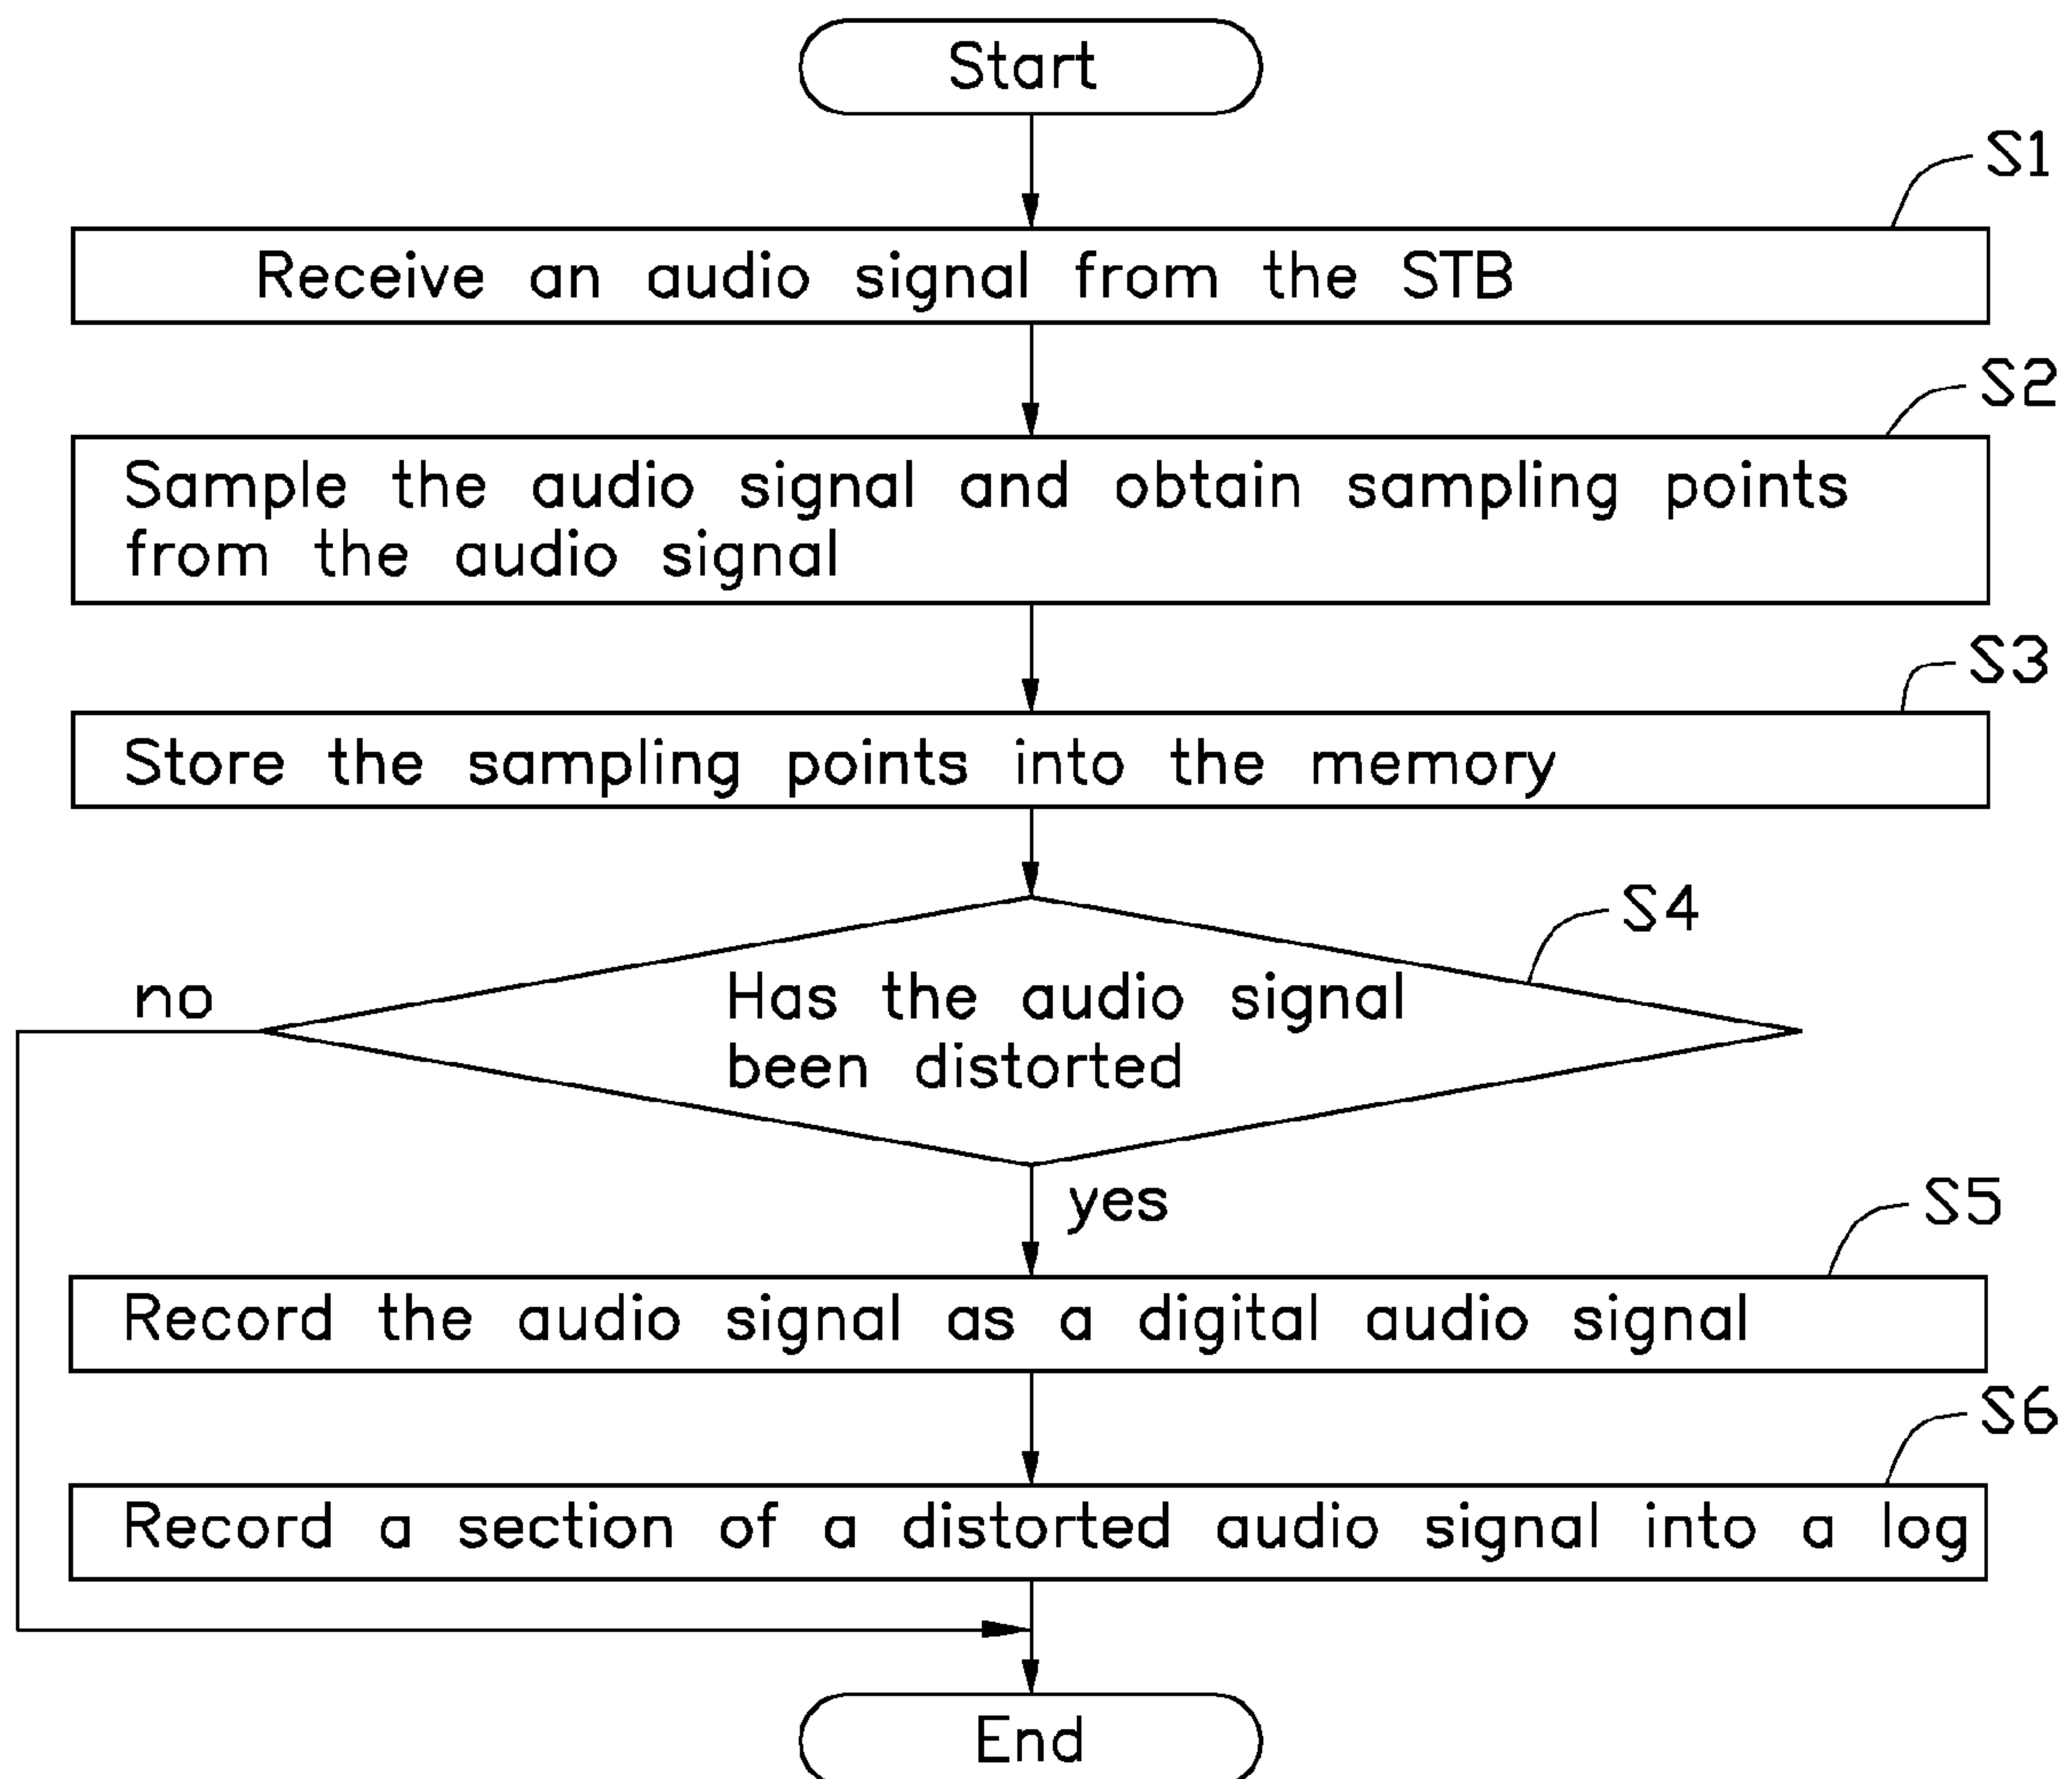 Start
S1
Receive an audio signal from the STB
S2
Sample the audio signal and obtain sampling points
from the audio signal
S3
Store the sampling points into the memory
S4
no
Has the audio signal
been distorted
yes
S5
Record the audio signal as a digital audio signal
S6
Record a section of a distorted audio signal into a log
End